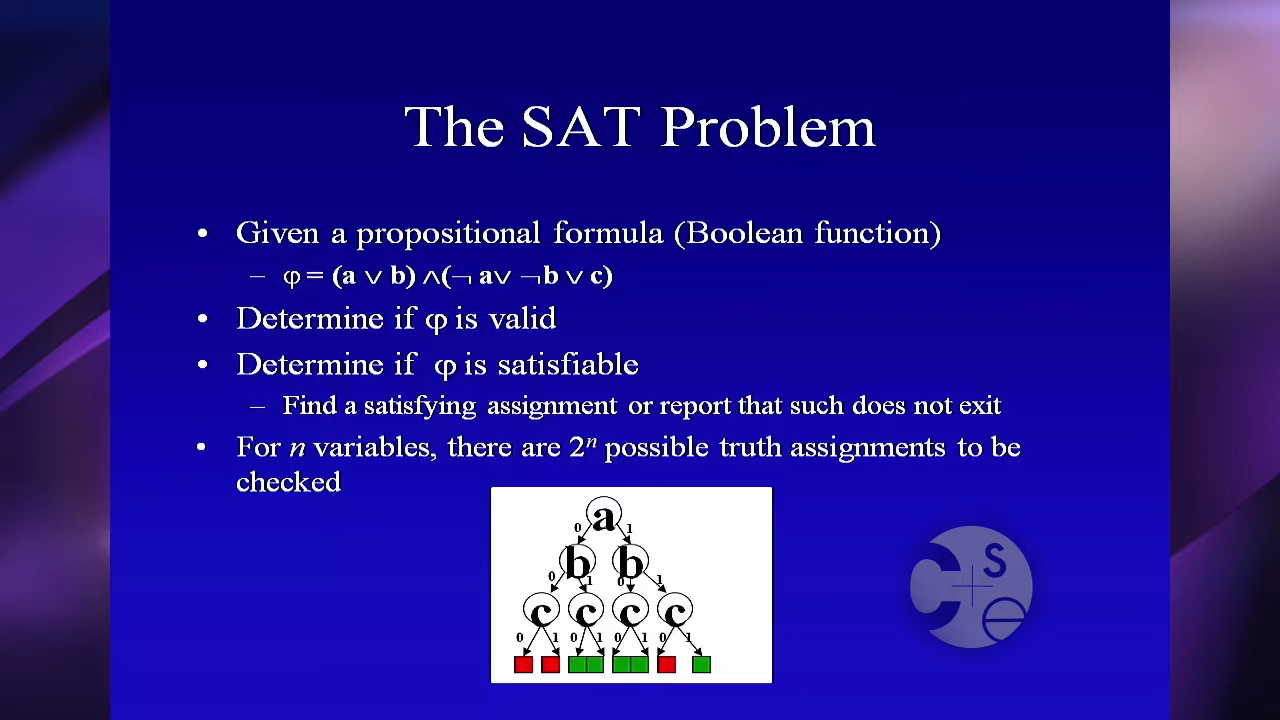 The SAT Problem
• Given a propositional formula (Boolean function)
– φ = (a ∨ b) ∧(¬ a∨ ¬b ∨ c)
• Determine if φ is valid
• Determine if φ is satisfiable
– Find a satisfying assignment or report that such does not exit
• For n variables, there are 2ⁿ possible truth assignments to be
checked
a
0 1
b b
0 1 0 1
c c c c
0 1 0 1 0 1 0 1
C s e